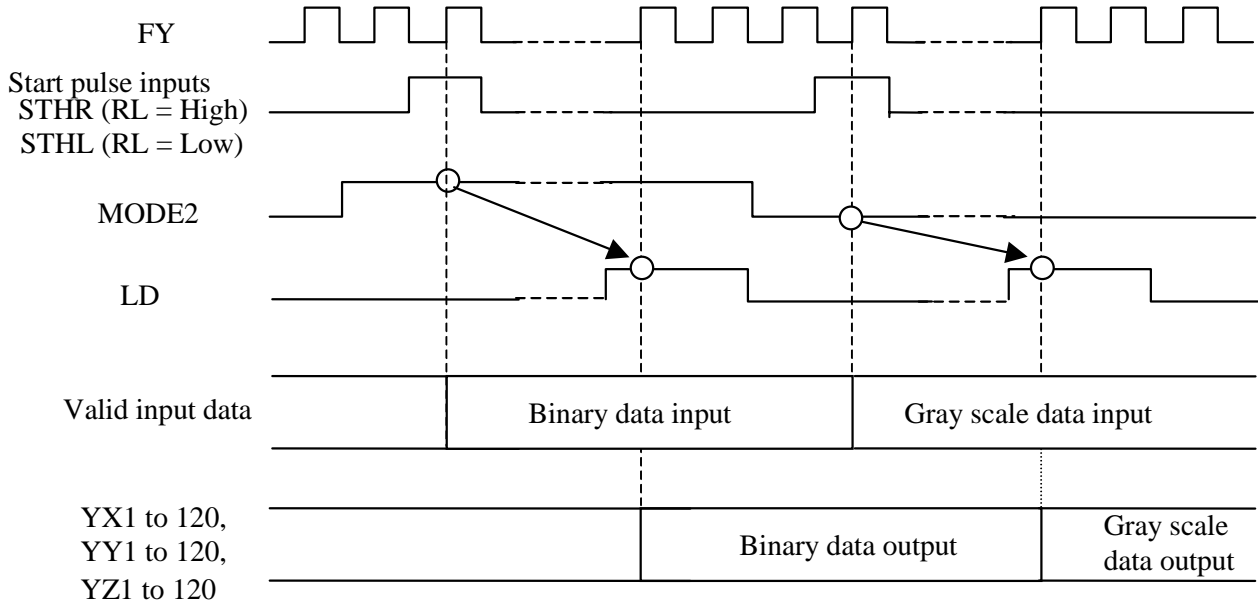 FY
Start pulse inputs
STHR (RL = High)
STHL (RL = Low)
MODE2
LD
Valid input data
Binary data input
Gray scale data input
YX1 to 120,
YY1 to 120,
YZ1 to 120
Binary data output
Gray scale
data output